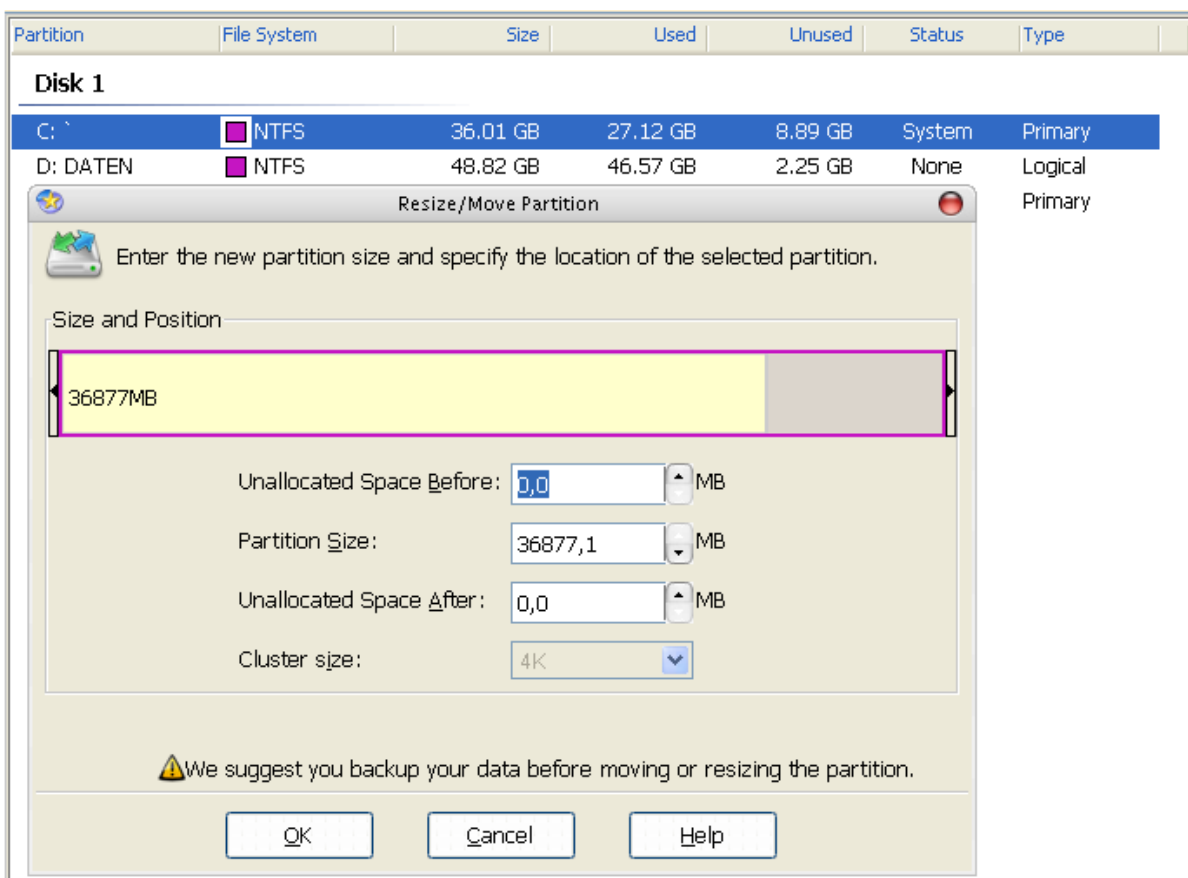 Partition File System Size Used Unused Status Type
Disk 1
C: ` NTFS 36.01 GB 27.12 GB 8.89 GB System Primary
D: DATEN NTFS 48.82 GB 46.57 GB 2.25 GB None Logical
Primary
Resize/Move Partition
Enter the new partition size and specify the location of the selected partition.
Size and Position
36877MB
Unallocated Space Before: 0,0 MB
Partition Size: 36877,1 MB
Unallocated Space After: 0,0 MB
Cluster size: 4K
We suggest you backup your data before moving or resizing the partition.
OK Cancel Help